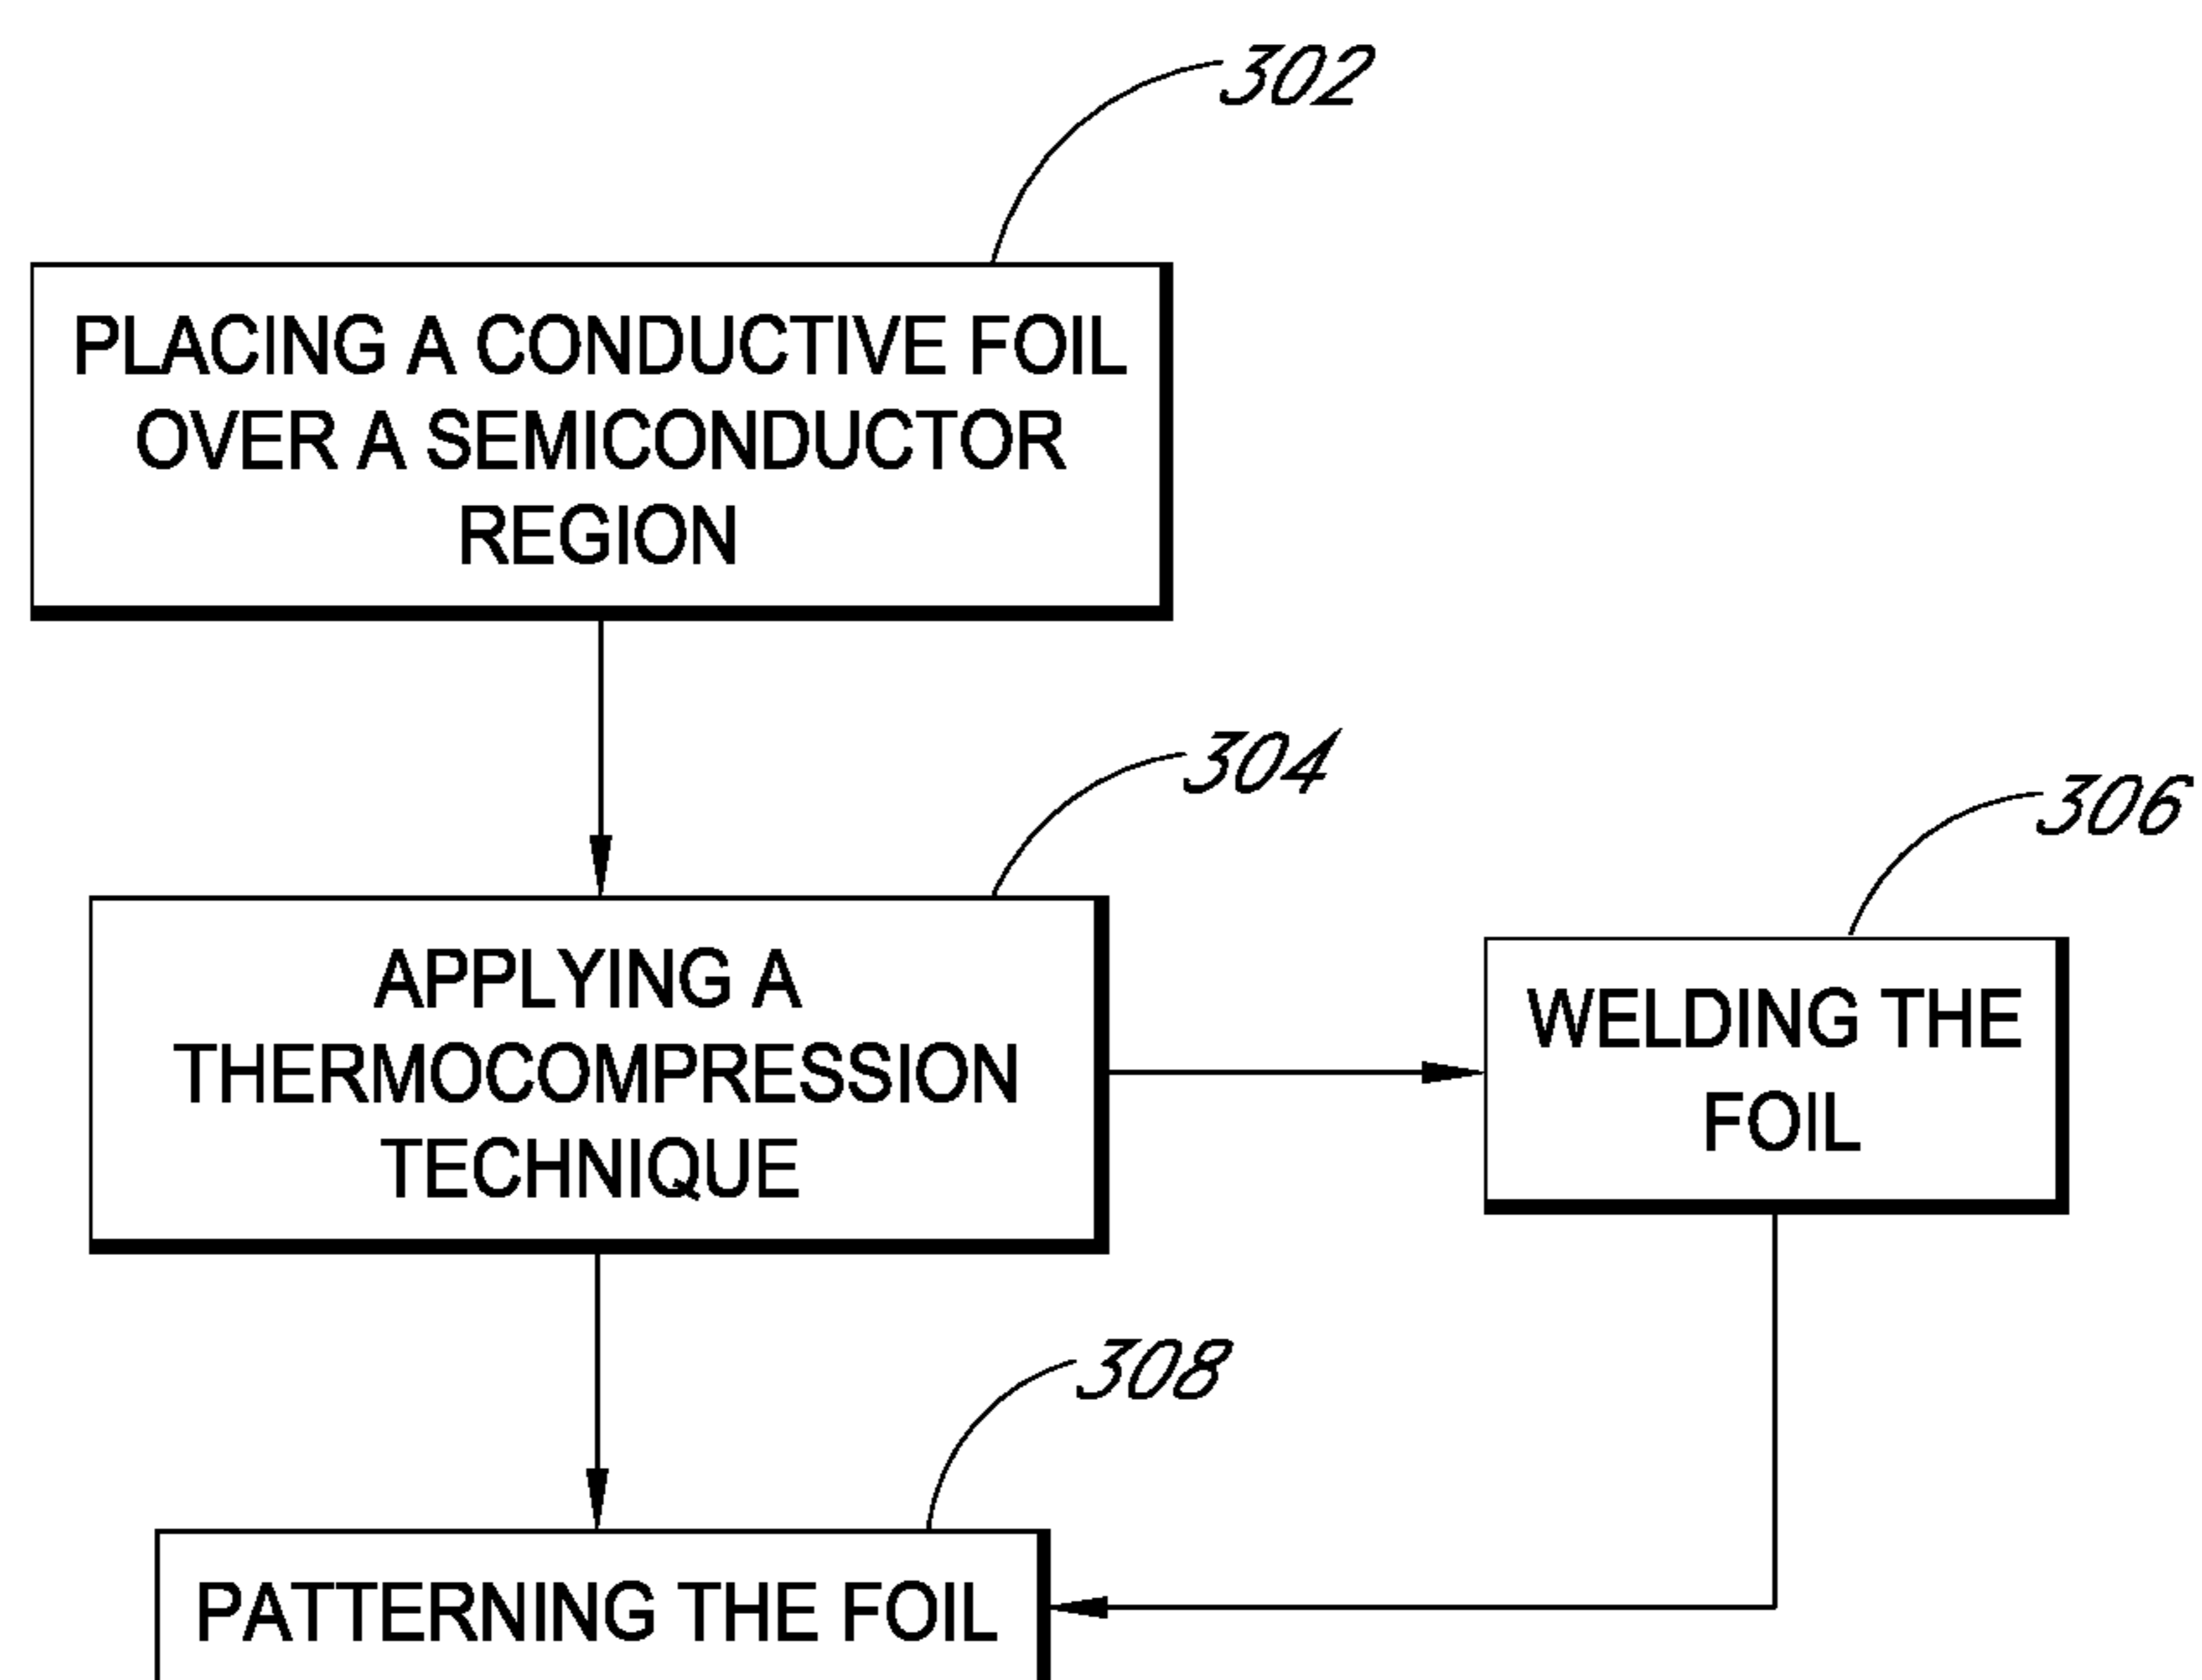 302
PLACING A CONDUCTIVE FOIL
OVER A SEMICONDUCTOR
REGION
304
APPLYING A
THERMOCOMPRESSION
TECHNIQUE
306
WELDING THE
FOIL
308
PATTERNING THE FOIL